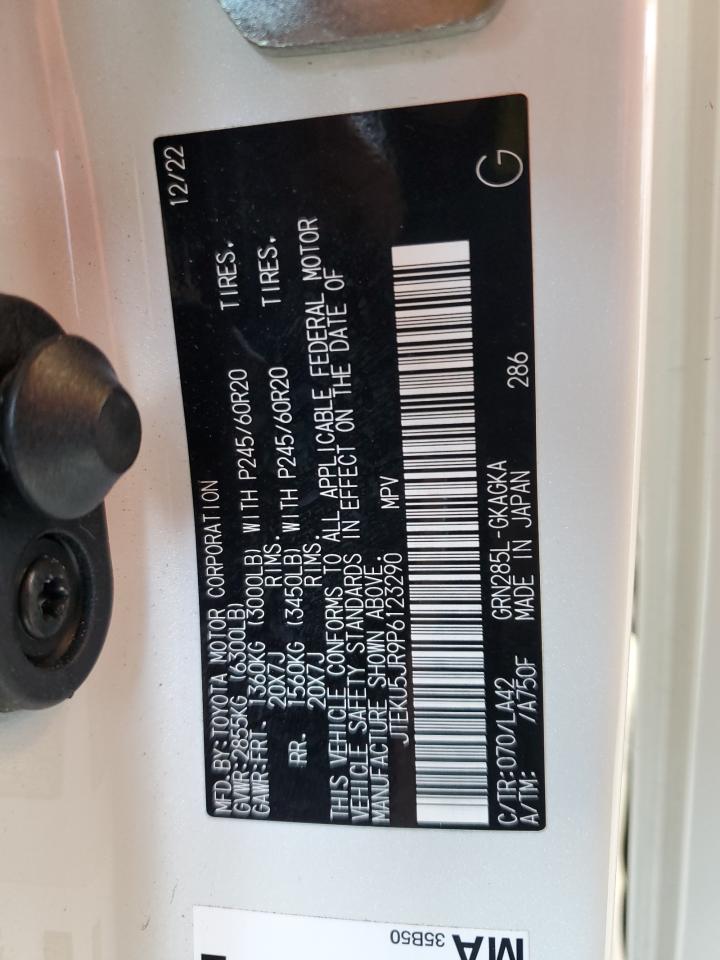 MFD.BY:TOYOTA MOTOR CORPORATION 12/22
GVWR:2855KG (6300LB)
GAWR:FRT. 1360KG (3000LB) WITH P245/60R20 TIRES.
20X7J RIMS.
RR. 1560KG (3450LB) WITH P245/60R20 TIRES.
20X7J RIMS.
THIS VEHICLE CONFORMS TO ALL APPLICABLE FEDERAL MOTOR
VEHICLE SAFETY STANDARDS IN EFFECT ON THE DATE OF
MANUFACTURE SHOWN ABOVE.
JTEKU5JR9P6123290 MPV
C/TR:070/LA42 GRN285L-GKAGKA 286 G
A/TM: /A750F MADE IN JAPAN
35B50
MA